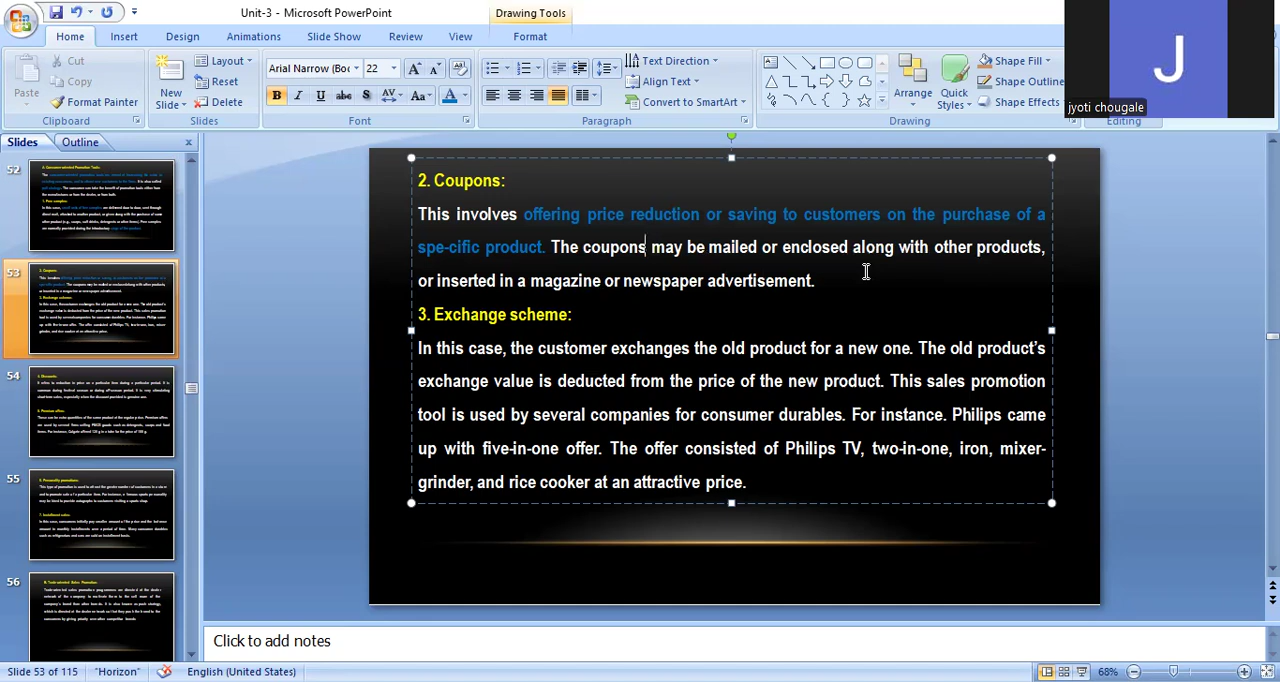 Unit-3 - Microsoft PowerPoint
Drawing Tools
Home Insert Design Animations Slide Show Review View Format
Paste
Cut
Copy
Format Painter
Clipboard
New Slide
Layout
Reset
Delete
Slides
Arial Narrow (Boc 22
B I U abc S AV Aa A
Font
Text Direction
Align Text
Convert to SmartArt
Paragraph
Arrange
Quick Styles
Shape Fill
Shape Outline
Shape Effects
Drawing
Editing
J
jyoti chougale
Slides Outline
52
53
54
55
56
2. Coupons:
This involves offering price reduction or saving to customers on the purchase of a
spe-cific product. The coupons may be mailed or enclosed along with other products,
or inserted in a magazine or newspaper advertisement.
3. Exchange scheme:
In this case, the customer exchanges the old product for a new one. The old product's
exchange value is deducted from the price of the new product. This sales promotion
tool is used by several companies for consumer durables. For instance. Philips came
up with five-in-one offer. The offer consisted of Philips TV, two-in-one, iron, mixer-
grinder, and rice cooker at an attractive price.
Click to add notes
Slide 53 of 115 "Horizon" English (United States) 68%